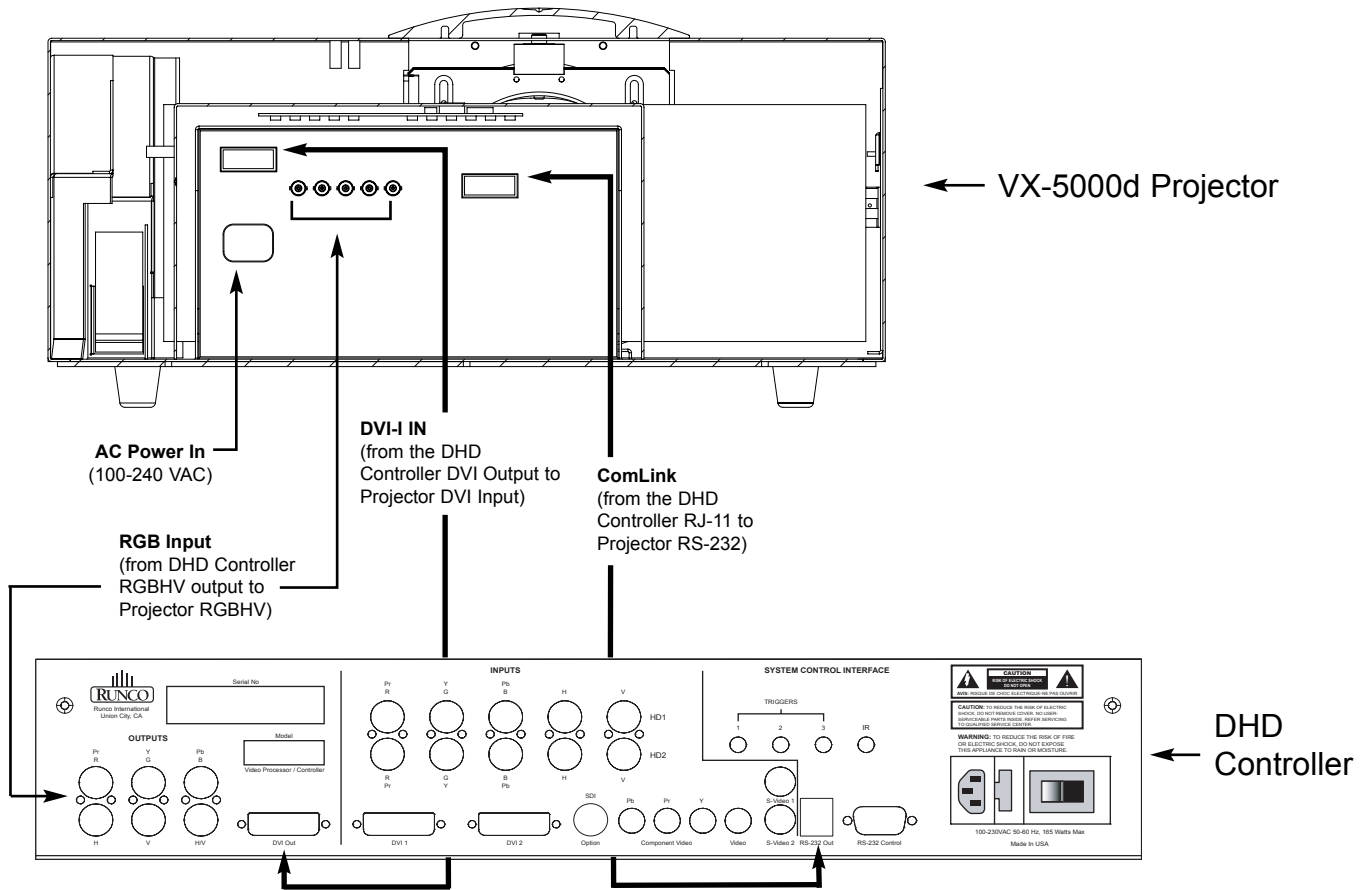 VX-5000d Projector
AC Power In
(100-240 VAC)
DVI-I IN
(from the DHD
Controller DVI Output to
Projector DVI Input)
ComLink
(from the DHD
Controller RJ-11 to
Projector RS-232)
RGB Input
(from DHD Controller
RGBHV output to
Projector RGBHV)
DHD
Controller
RUNCO
Runco International
Union City, CA
Serial No
OUTPUTS
Model
Video Processor / Controller
Pr Y Pb
R G B
H V H/V
DVI Out
INPUTS
Pr Y Pb
R G B H V
HD1
HD2
R G B H V
Pr Y Pb
DVI 1
DVI 2
SDI
Option
Pb Pr Y
Component Video
Video
S-Video 1
S-Video 2
SYSTEM CONTROL INTERFACE
TRIGGERS
1 2 3 IR
RS-232 Out
RS-232 Control
CAUTION
RISK OF ELECTRIC SHOCK
DO NOT OPEN
AVIS: RISQUE DE CHOC ELECTRIQUE-NE PAS OUVRIR
CAUTION: TO REDUCE THE RISK OF ELECTRIC
SHOCK, DO NOT REMOVE COVER. NO USER-
SERVICEABLE PARTS INSIDE. REFER SERVICING
TO QUALIFIED SERVICE CENTER.
WARNING: TO REDUCE THE RISK OF FIRE
OR ELECTRIC SHOCK, DO NOT EXPOSE
THIS APPLIANCE TO RAIN OR MOISTURE.
100-230VAC 50-60 Hz, 165 Watts Max
Made In USA